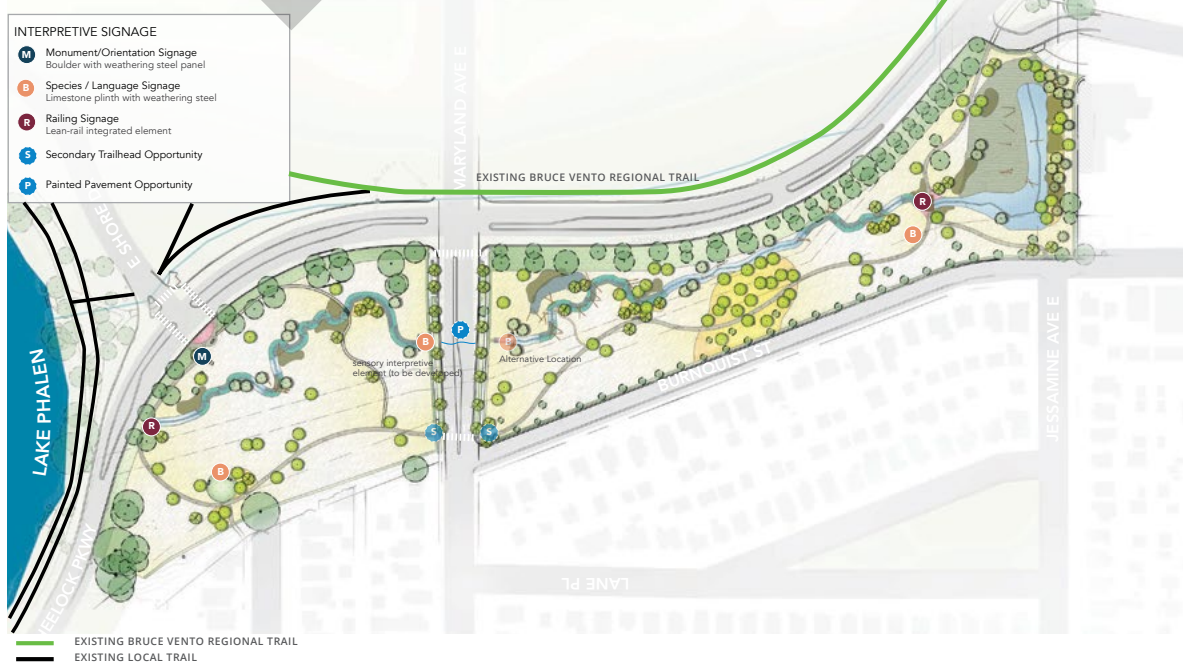 INTERPRETIVE SIGNAGE
M
Monument/Orientation Signage
Boulder with weathering steel panel
B
Species / Language Signage
Limestone plinth with weathering steel
R
Railing Signage
Lean-rail integrated element
S
Secondary Trailhead Opportunity
P
Painted Pavement Opportunity
MARYLAND AVE E
EXISTING BRUCE VENTO REGIONAL TRAIL
R
B
P
B
B
sensory interpretive
element (to be developed)
Alternative Location
M
BURNQUIST ST
JESSAMINE AVE E
LAKE PHALEN
R
S
S
B
LANE PL
EXISTING BRUCE VENTO REGIONAL TRAIL
EXISTING LOCAL TRAIL